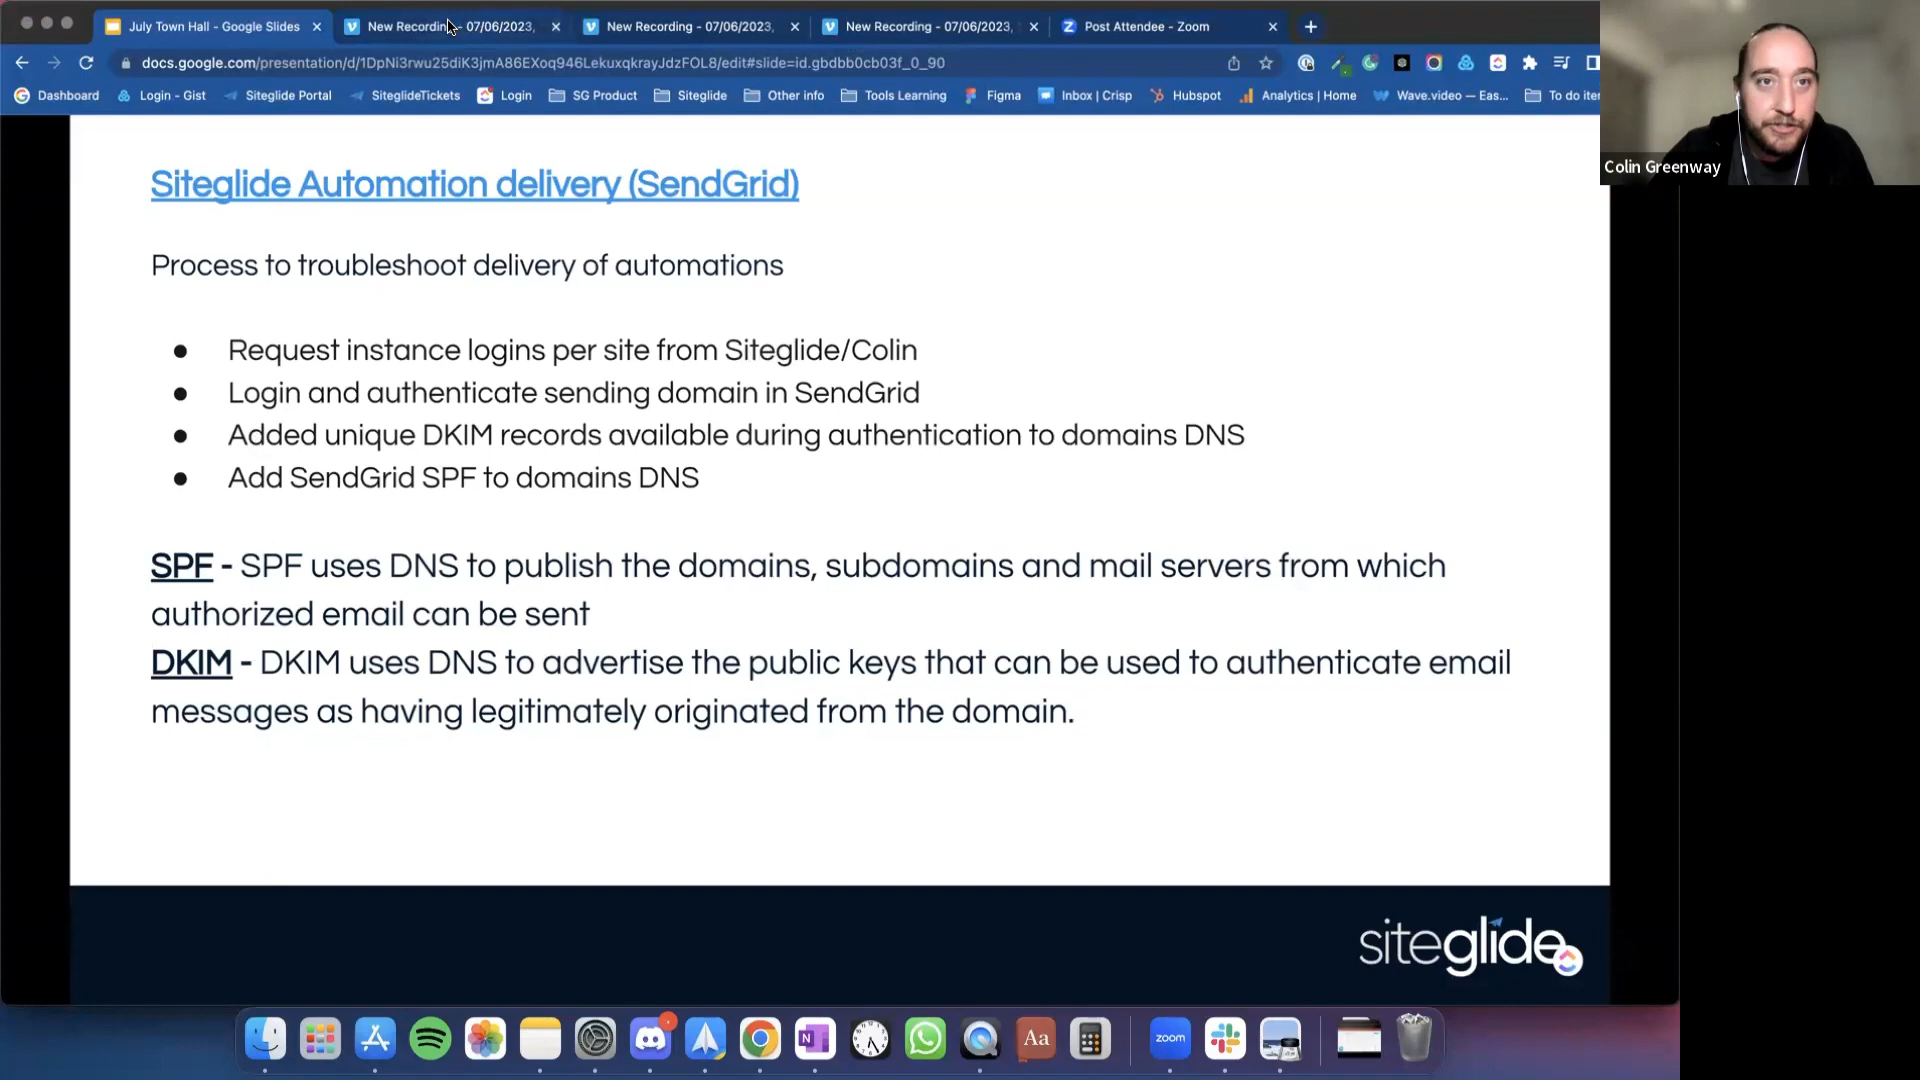 July Town Hall - Google Slides
New Recording - 07/06/2023,
New Recording - 07/06/2023,
New Recording - 07/06/2023,
Post Attendee - Zoom
docs.google.com/presentation/d/1DpNi3rwu25diK3jmA86EXoq946LekuxqkrayJdzFOL8/edit#slide=id.gbdbb0cb03f_0_90
Dashboard
Login - Gist
Siteglide Portal
SiteglideTickets
Login
SG Product
Siteglide
Other info
Tools Learning
Figma
Inbox | Crisp
Hubspot
Analytics | Home
Wave.video — Eas...
To do iter
Colin Greenway
Siteglide Automation delivery (SendGrid)
Process to troubleshoot delivery of automations
● Request instance logins per site from Siteglide/Colin
● Login and authenticate sending domain in SendGrid
● Added unique DKIM records available during authentication to domains DNS
● Add SendGrid SPF to domains DNS
SPF - SPF uses DNS to publish the domains, subdomains and mail servers from which
authorized email can be sent
DKIM - DKIM uses DNS to advertise the public keys that can be used to authenticate email
messages as having legitimately originated from the domain.
siteglide
N
Aa
zoom